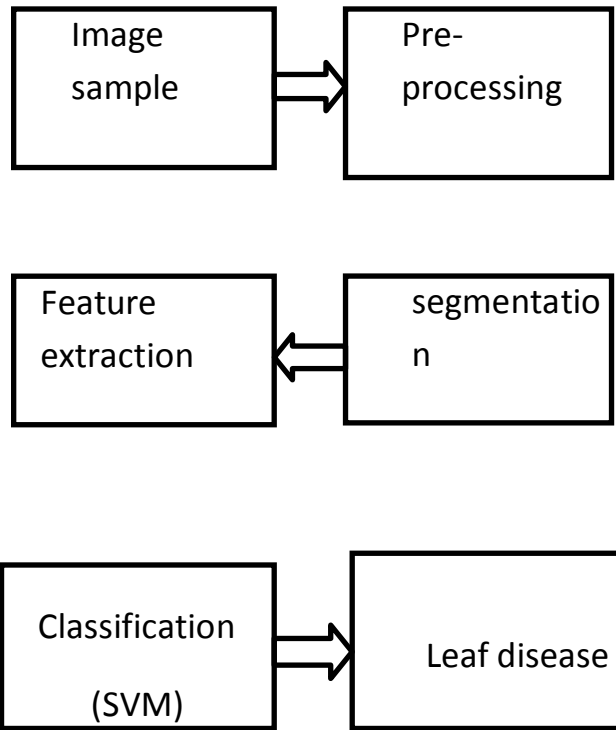 Image
sample
Pre-
processing
Feature
extraction
segmentatio
n
Classification
(SVM)
Leaf disease